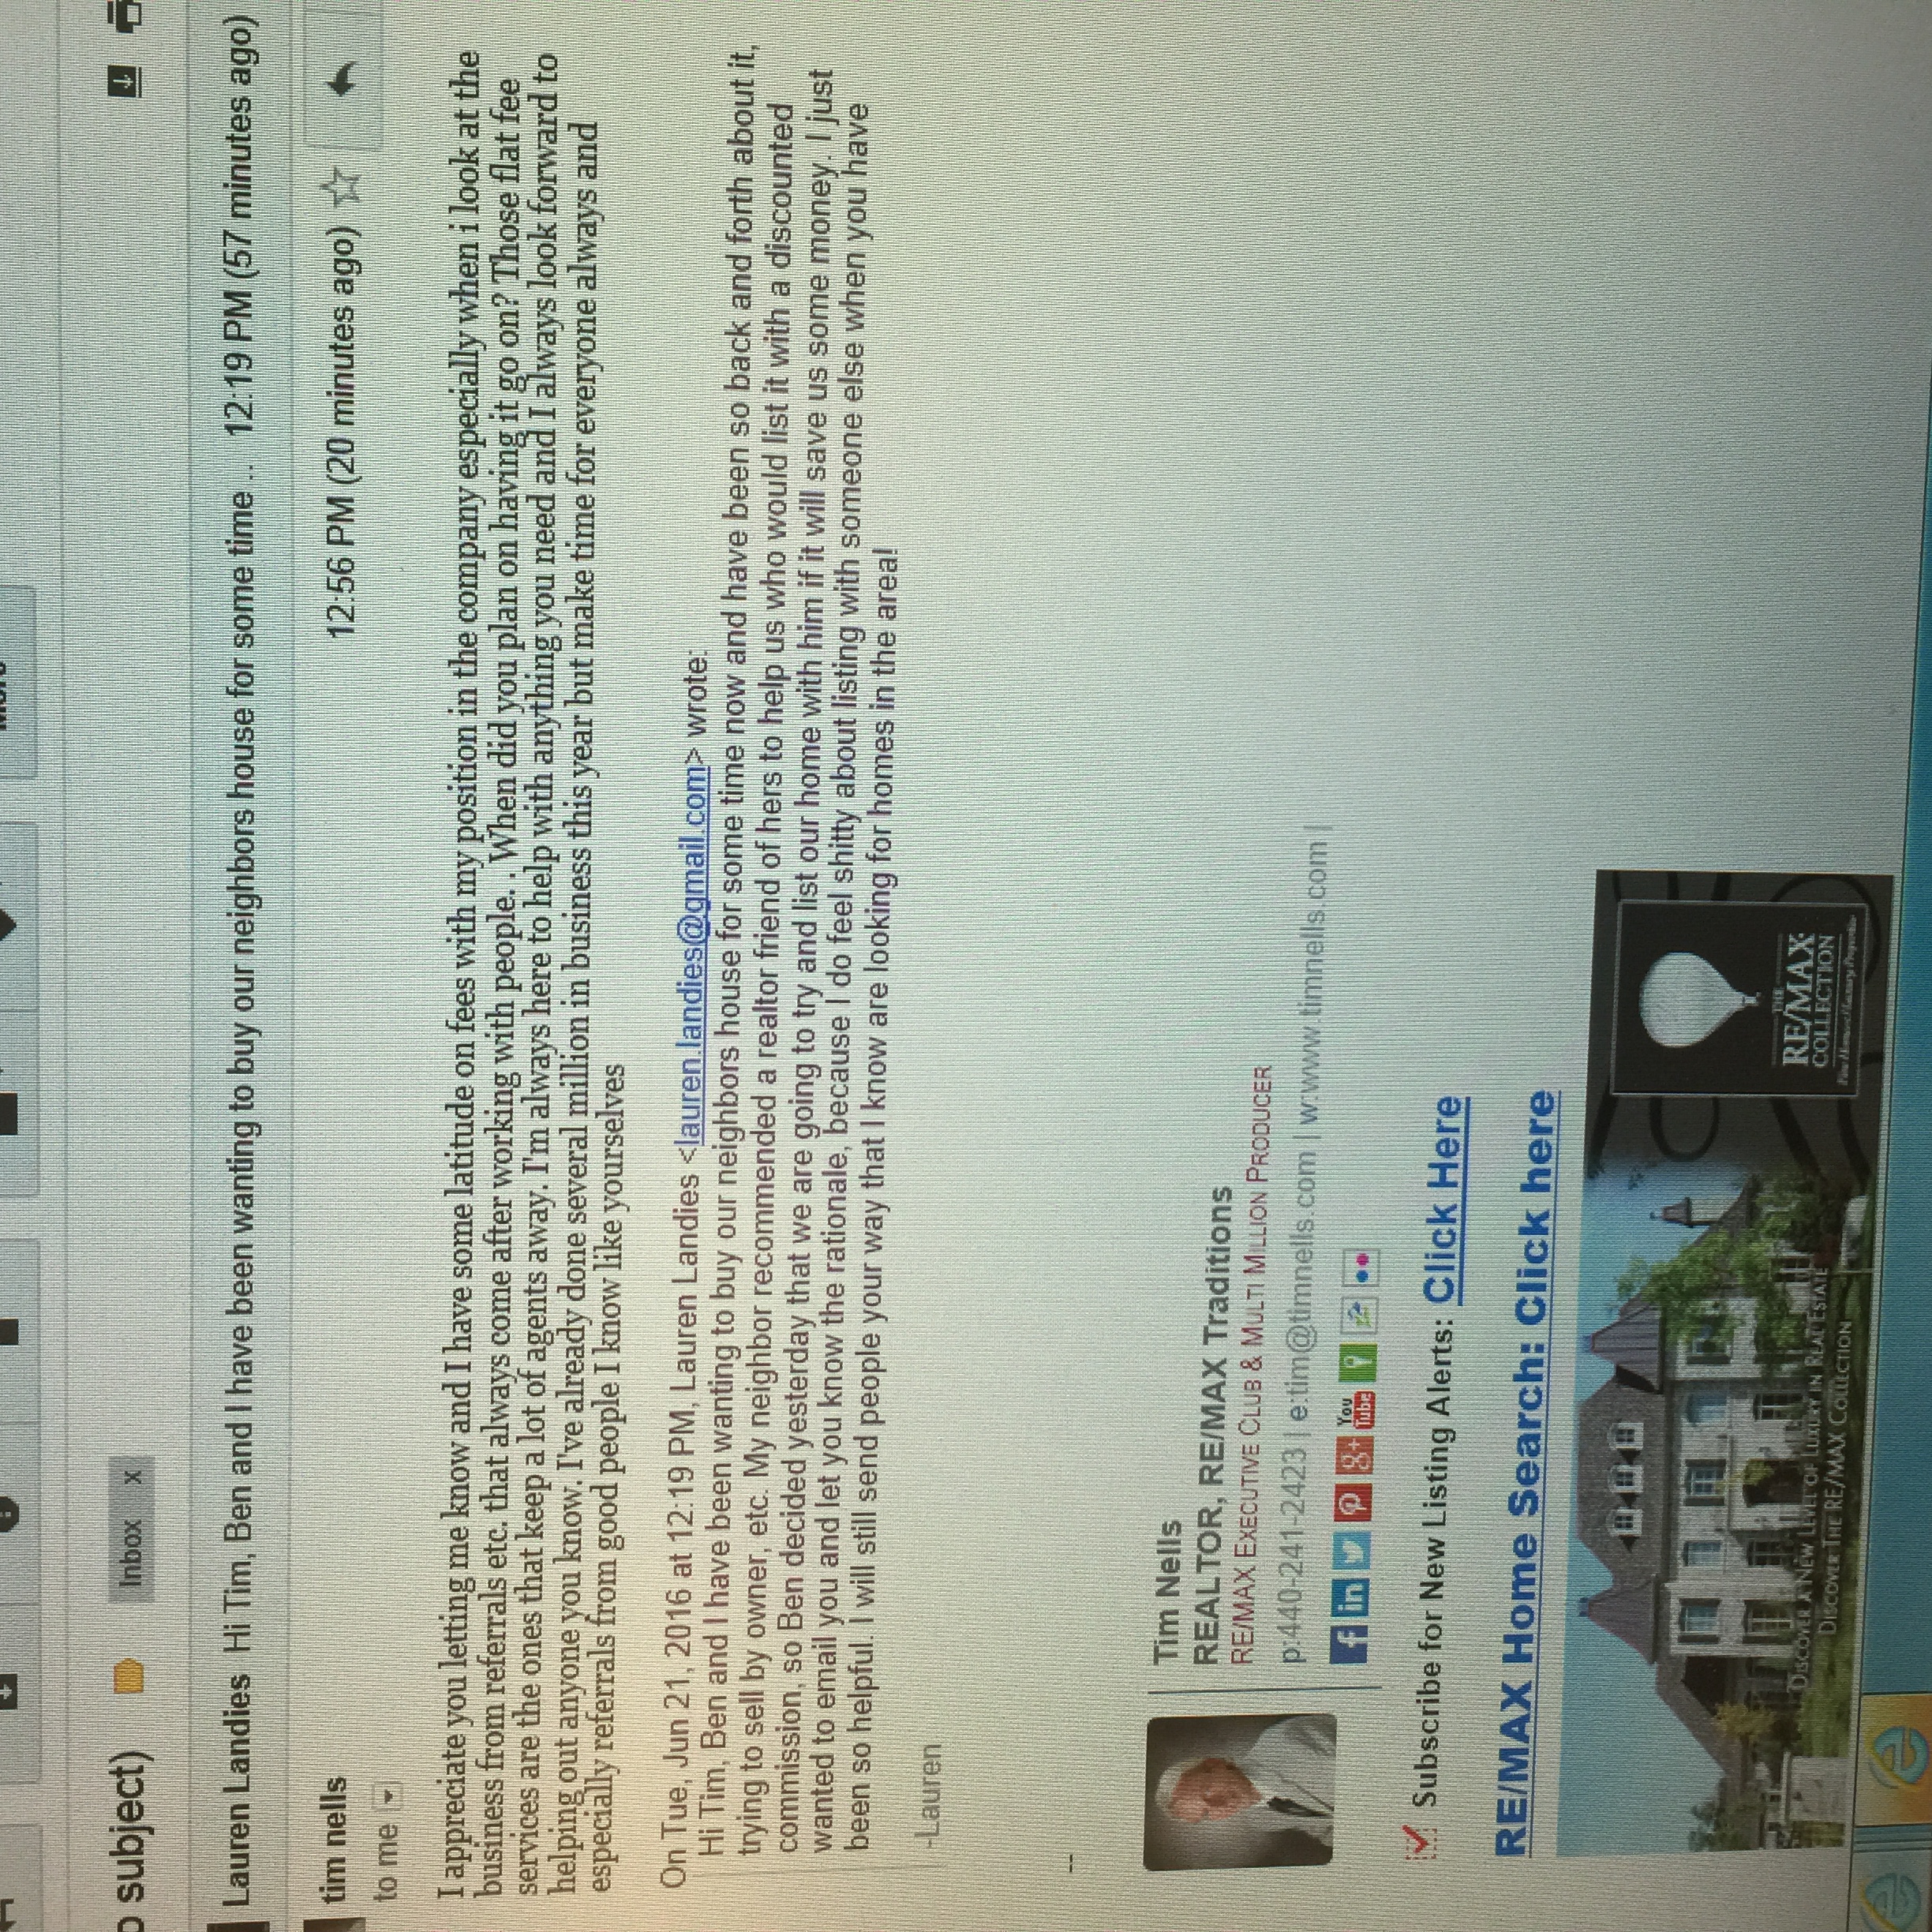 subject)
Inbox x
Lauren Landies Hi Tim, Ben and I have been wanting to buy our neighbors house for some time .. 12:19 PM (57 minutes ago)
tim nells
12:56 PM (20 minutes ago)
to me
I appreciate you letting me know and I have some latitude on fees with my position in the company especially when i look at the
business from referrals etc. that always come after working with people. . When did you plan on having it go on? Those flat fee
services are the ones that keep a lot of agents away. I'm always here to help with anything you need and I always look forward to
helping out anyone you know. I've already done several million in business this year but make time for everyone always and
especially referrals from good people I know like yourselves
On Tue, Jun 21, 2016 at 12:19 PM, Lauren Landies <lauren.landies@gmail.com> wrote:
Hi Tim, Ben and I have been wanting to buy our neighbors house for some time now and have been so back and forth about it,
trying to sell by owner, etc. My neighbor recommended a realtor friend of hers to help us who would list it with a discounted
commission, so Ben decided yesterday that we are going to try and list our home with him if it will save us some money. I just
wanted to email you and let you know the rationale, because I do feel shitty about listing with someone else when you have
been so helpful. I will still send people your way that I know are looking for homes in the area!
-Lauren
--
Tim Nells
REALTOR, RE/MAX Traditions
RE/MAX EXECUTIVE CLUB & MULTI MILLION PRODUCER
p:440-241-2423 | e:tim@timnells.com | w:www.timnells.com |
f in g+ You Tube
Subscribe for New Listing Alerts: Click Here
RE/MAX Home Search: Click here
DISCOVER A NEW LEVEL OF LUXURY IN REAL ESTATE
DISCOVER THE RE/MAX COLLECTION
THE
RE/MAX
COLLECTION
Fine Homes & Luxury Properties